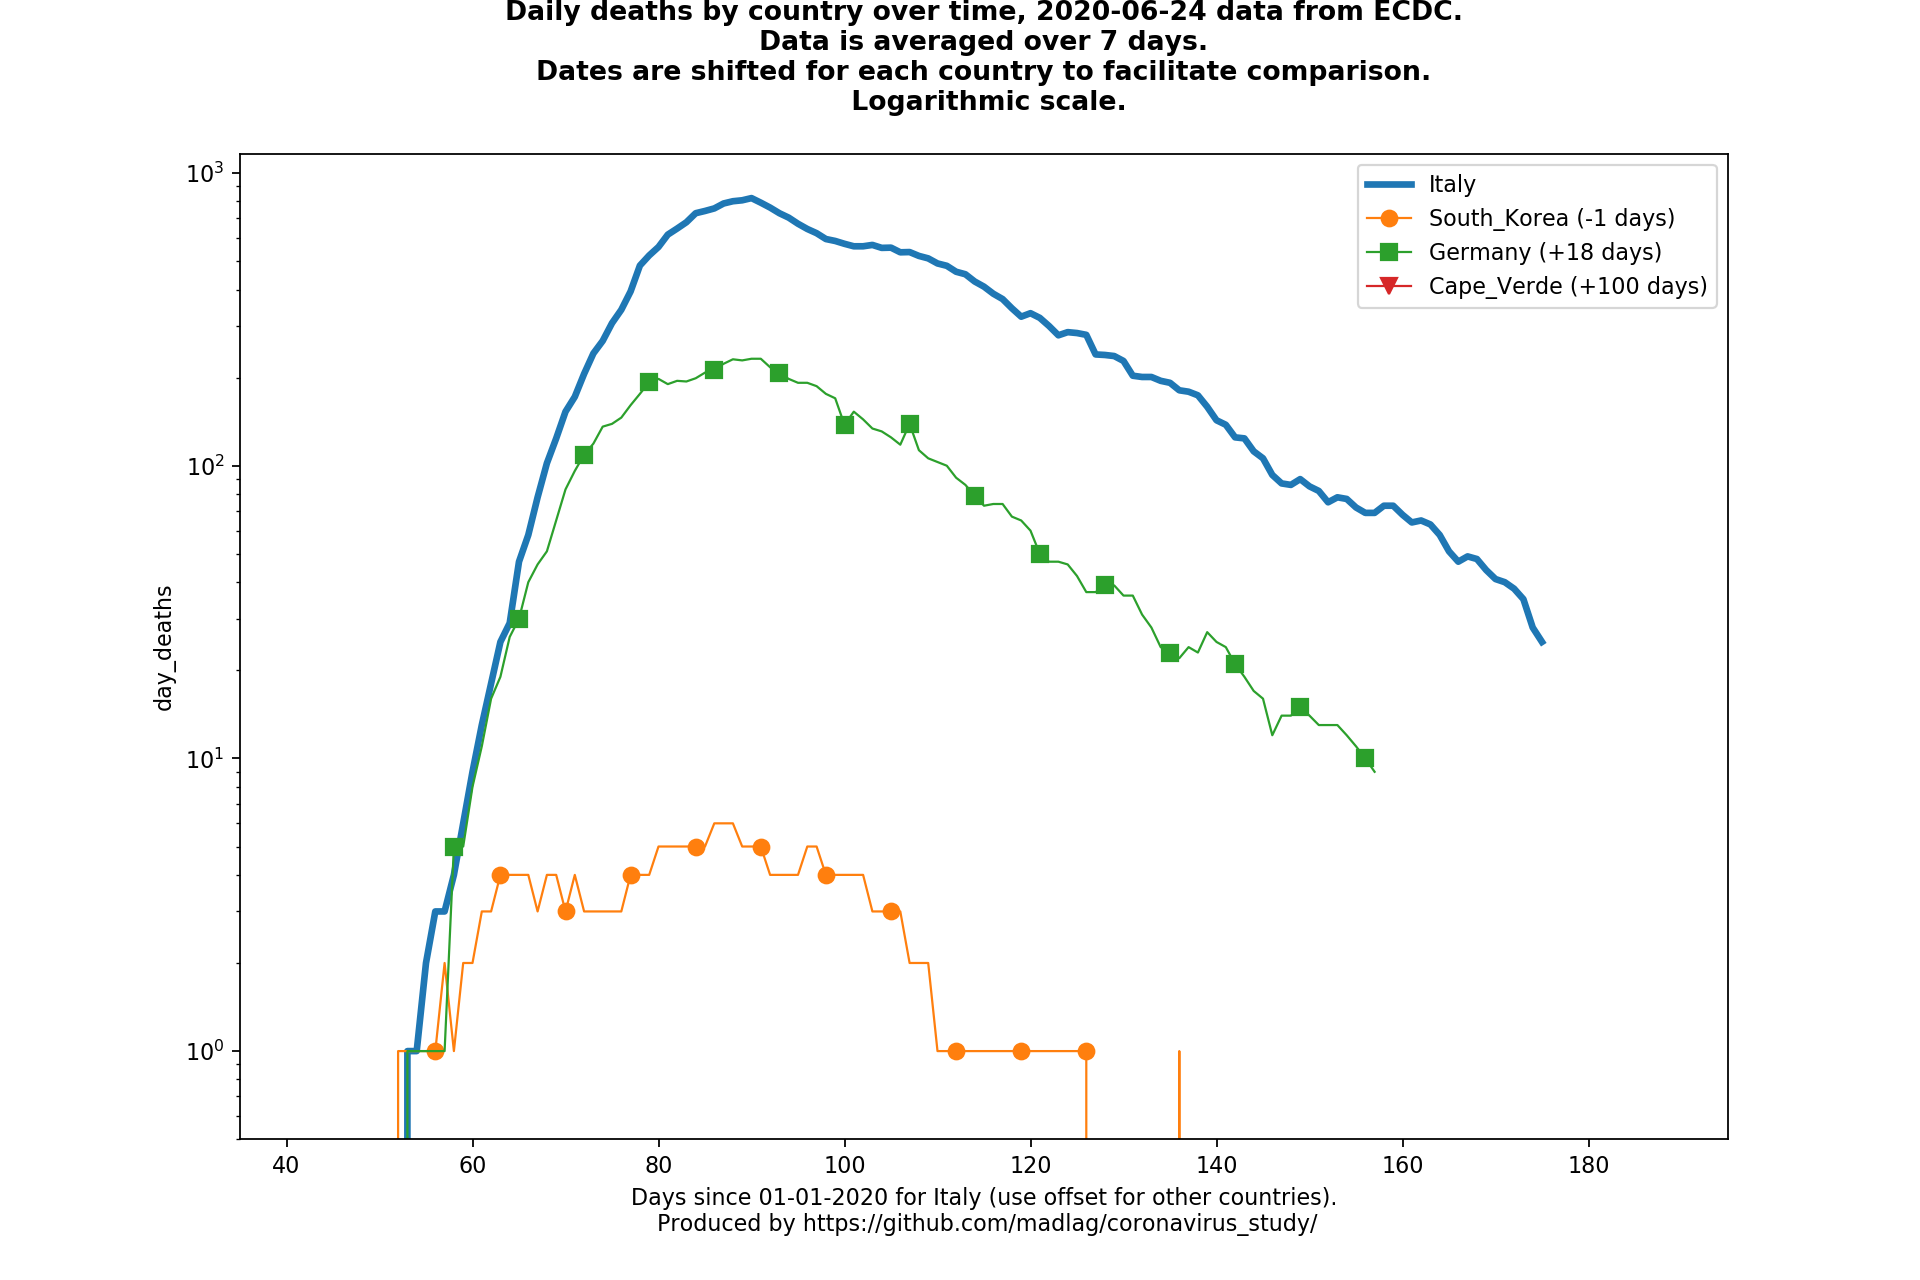 Daily deaths by country over time, 2020-06-24 data from ECDC.
Data is averaged over 7 days.
Dates are shifted for each country to facilitate comparison.
Logarithmic scale.
10³
10²
10¹
10⁰
day_deaths
Italy
South_Korea (-1 days)
Germany (+18 days)
Cape_Verde (+100 days)
40 60 80 100 120 140 160 180
Days since 01-01-2020 for Italy (use offset for other countries).
Produced by https://github.com/madlag/coronavirus_study/